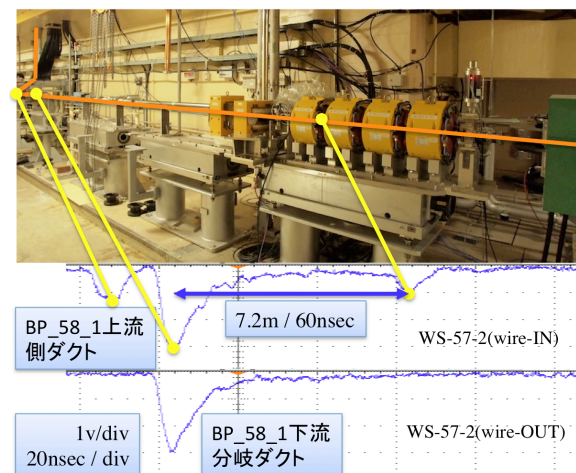 7.2m / 60nsec
BP_58_1上流
側ダクト
WS-57-2(wire-IN)
1v/div
20nsec / div
BP_58_1下流
分岐ダクト
WS-57-2(wire-OUT)